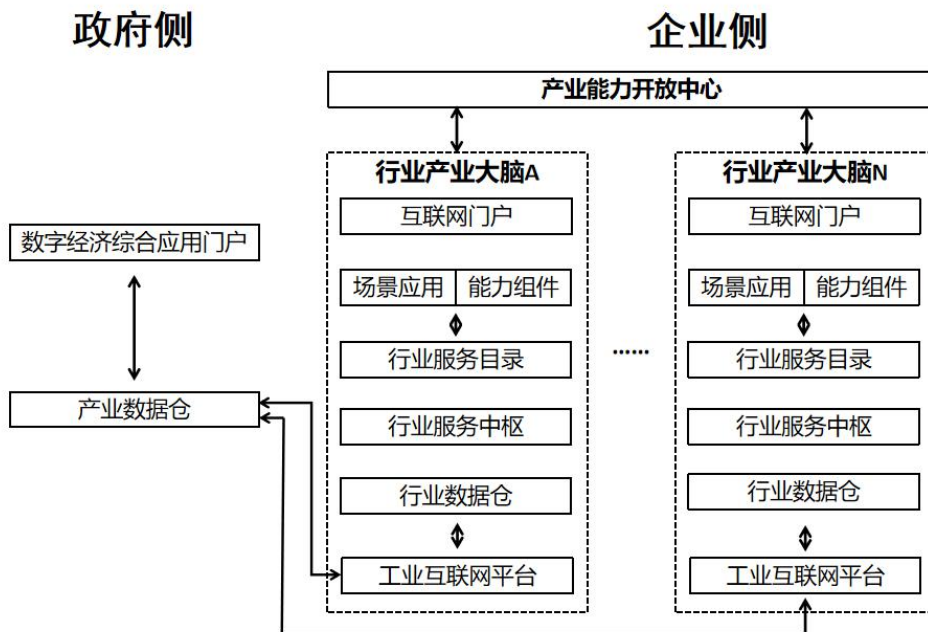 政府侧
企业侧
产业能力开放中心
行业产业大脑A
行业产业大脑N
互联网门户
互联网门户
数字经济综合应用门户
场景应用
能力组件
场景应用
能力组件
行业服务目录
......
行业服务目录
产业数据仓
行业服务中枢
行业服务中枢
行业数据仓
行业数据仓
工业互联网平台
工业互联网平台